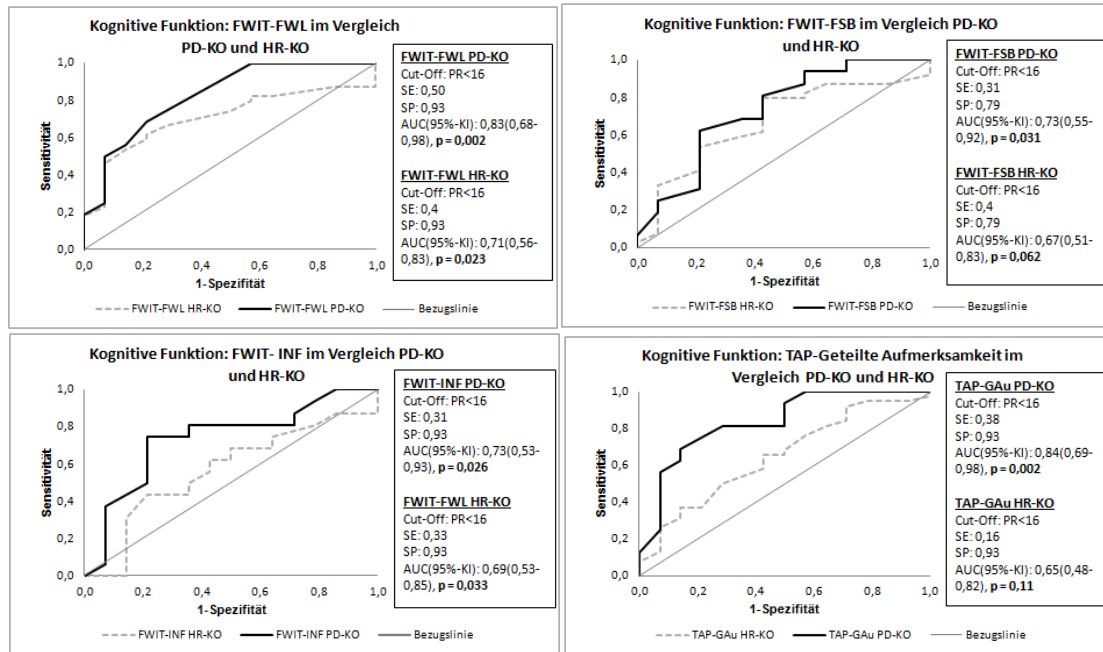 Kognitive Funktion: FWIT-FWL im Vergleich
PD-KO und HR-KO
1,0
0,8
0,6
0,4
0,2
0,0
Sensitivität
0,0 0,2 0,4 0,6 0,8 1,0
1-Spezifität
FWIT-FWL HR-KO FWIT-FWL PD-KO Bezugslinie
FWIT-FWL PD-KO
Cut-Off: PR<16
SE: 0,50
SP: 0,93
AUC(95%-KI): 0,83(0,68-
0,98), p = 0,002
FWIT-FWL HR-KO
Cut-Off: PR<16
SE: 0,4
SP: 0,93
AUC(95%-KI): 0,71(0,56-
0,83), p = 0,023
Kognitive Funktion: FWIT-FSB im Vergleich PD-KO
und HR-KO
1,0
0,8
0,6
0,4
0,2
0,0
Sensitivität
0,0 0,2 0,4 0,6 0,8 1,0
1-Spezifität
FWIT-FSB HR-KO FWIT-FSB PD-KO Bezugslinie
FWIT-FSB PD-KO
Cut-Off: PR<16
SE: 0,31
SP: 0,79
AUC(95%-KI): 0,73(0,55-
0,92), p = 0,031
FWIT-FSB HR-KO
Cut-Off: PR<16
SE: 0,4
SP: 0,79
AUC(95%-KI): 0,67(0,51-
0,83), p = 0,062
Kognitive Funktion: FWIT- INF im Vergleich PD-KO
und HR-KO
1,0
0,8
0,6
0,4
0,2
0,0
Sensitivität
0,0 0,2 0,4 0,6 0,8 1,0
1-Spezifität
FWIT-INF HR-KO FWIT-INF PD-KO Bezugslinie
FWIT-INF PD-KO
Cut-Off: PR<16
SE: 0,31
SP: 0,93
AUC(95%-KI): 0,73(0,53-
0,93), p = 0,026
FWIT-FWL HR-KO
Cut-Off: PR<16
SE: 0,33
SP: 0,93
AUC(95%-KI): 0,69(0,53-
0,85), p = 0,033
Kognitive Funktion: TAP-Geteilte Aufmerksamkeit im
Vergleich PD-KO und HR-KO
1,0
0,8
0,6
0,4
0,2
0,0
Sensitivität
0,0 0,2 0,4 0,6 0,8 1,0
1-Spezifität
TAP-GAu HR-KO TAP-GAu PD-KO Bezugslinie
TAP-GAu PD-KO
Cut-Off: PR<16
SE: 0,38
SP: 0,93
AUC(95%-KI): 0,84(0,69-
0,98), p = 0,002
TAP-GAu HR-KO
Cut-Off: PR<16
SE: 0,16
SP: 0,93
AUC(95%-KI): 0,65(0,48-
0,82), p = 0,11